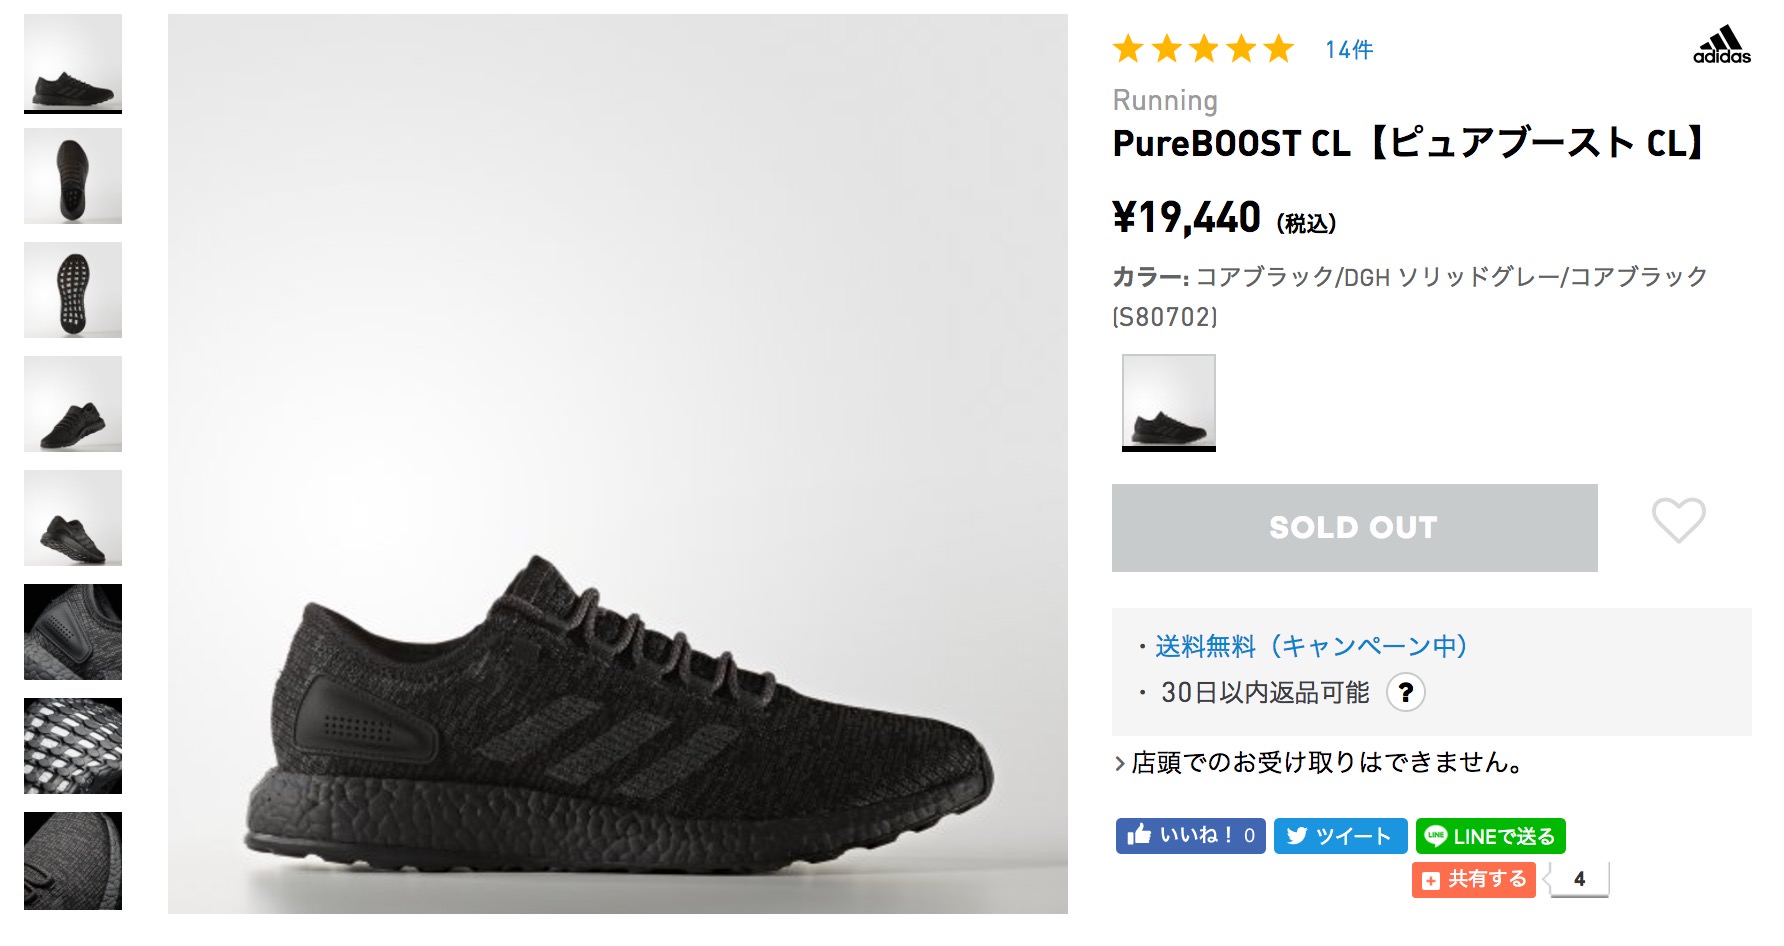 14件
adidas
Running
PureBOOST CL【ピュアブースト CL】
¥19,440 (税込)
カラー: コアブラック/DGH ソリッドグレー/コアブラック
(S80702)
SOLD OUT
・送料無料（キャンペーン中）
・ 30日以内返品可能 ?
> 店頭でのお受け取りはできません。
いいね！ 0 ツイート LINE LINEで送る
共有する 4